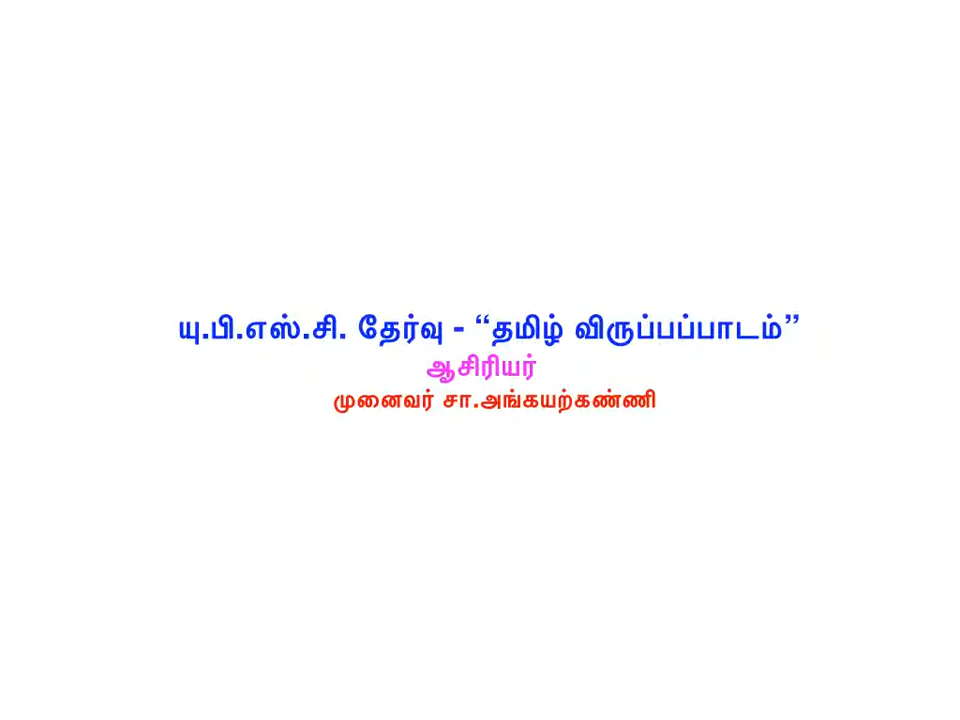 யு.பி.எஸ்.சி. தேர்வு - “தமிழ் விருப்பப்பாடம்”
ஆசிரியர்
முனைவர் சா.அங்கயற்கண்ணி